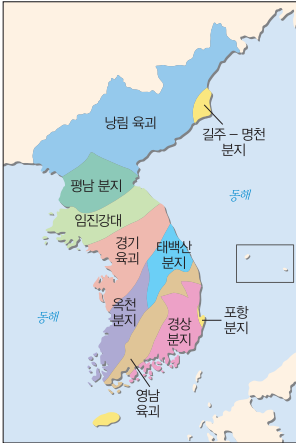 낭림 육괴
길주 – 명천
분지
평남 분지
동해
임진강대
경기
육괴
태백산
분지
옥천
분지
포항
분지
동해
경상
분지
영남
육괴